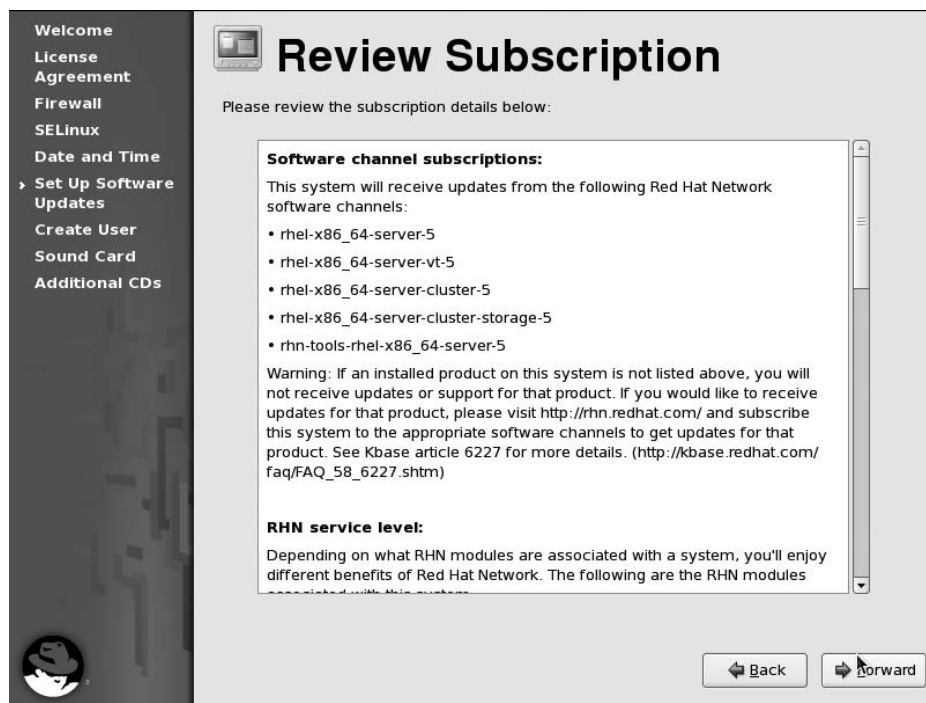 Welcome
License
Agreement
Firewall
SELinux
Date and Time
Set Up Software
Updates
Create User
Sound Card
Additional CDs
Review Subscription
Please review the subscription details below:
Software channel subscriptions:
This system will receive updates from the following Red Hat Network
software channels:
• rhel-x86_64-server-5
• rhel-x86_64-server-vt-5
• rhel-x86_64-server-cluster-5
• rhel-x86_64-server-cluster-storage-5
• rhn-tools-rhel-x86_64-server-5
Warning: If an installed product on this system is not listed above, you will
not receive updates or support for that product. If you would like to receive
updates for that product, please visit http://rhn.redhat.com/ and subscribe
this system to the appropriate software channels to get updates for that
product. See Kbase article 6227 for more details. (http://kbase.redhat.com/
faq/FAQ_58_6227.shtm)
RHN service level:
Depending on what RHN modules are associated with a system, you'll enjoy
different benefits of Red Hat Network. The following are the RHN modules
associated with this system
Back
Forward